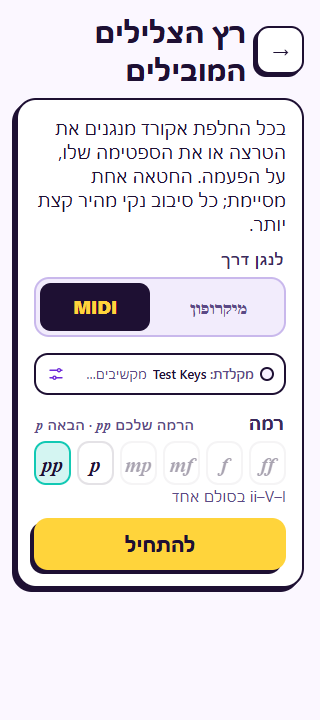 רץ הצלילים
המובילים
→
בכל החלפת אקורד מנגנים את
הטרצה או את הספטימה שלו,
על הפעמה. החטאה אחת
מסיימת; כל סיבוב נקי מהיר קצת
יותר.
לנגן דרך
מיקרופון
MIDI
מקלדת: Test Keys מקשיבים...
רמה
הרמה שלכם pp · הבאה p
ff f mf mp p pp
ii–V–I בסולם אחד
להתחיל